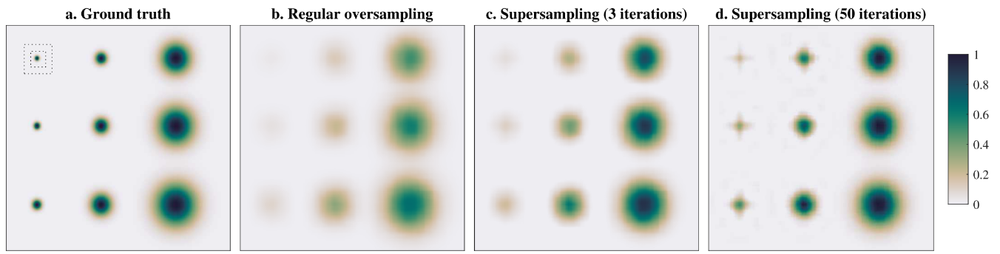 a. Ground truth
b. Regular oversampling
c. Supersampling (3 iterations)
d. Supersampling (50 iterations)
1
0.8
0.6
0.4
0.2
0